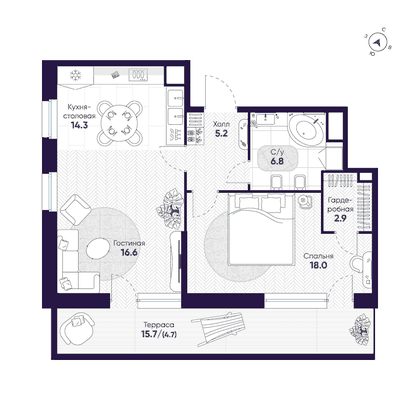 С
З
В
Ю
Кухня-
столовая
14.3
Холл
5.2
С/у
6.8
Гарде-
робная
2.9
Гостиная
16.6
Спальня
18.0
Терраса
15.7/(4.7)